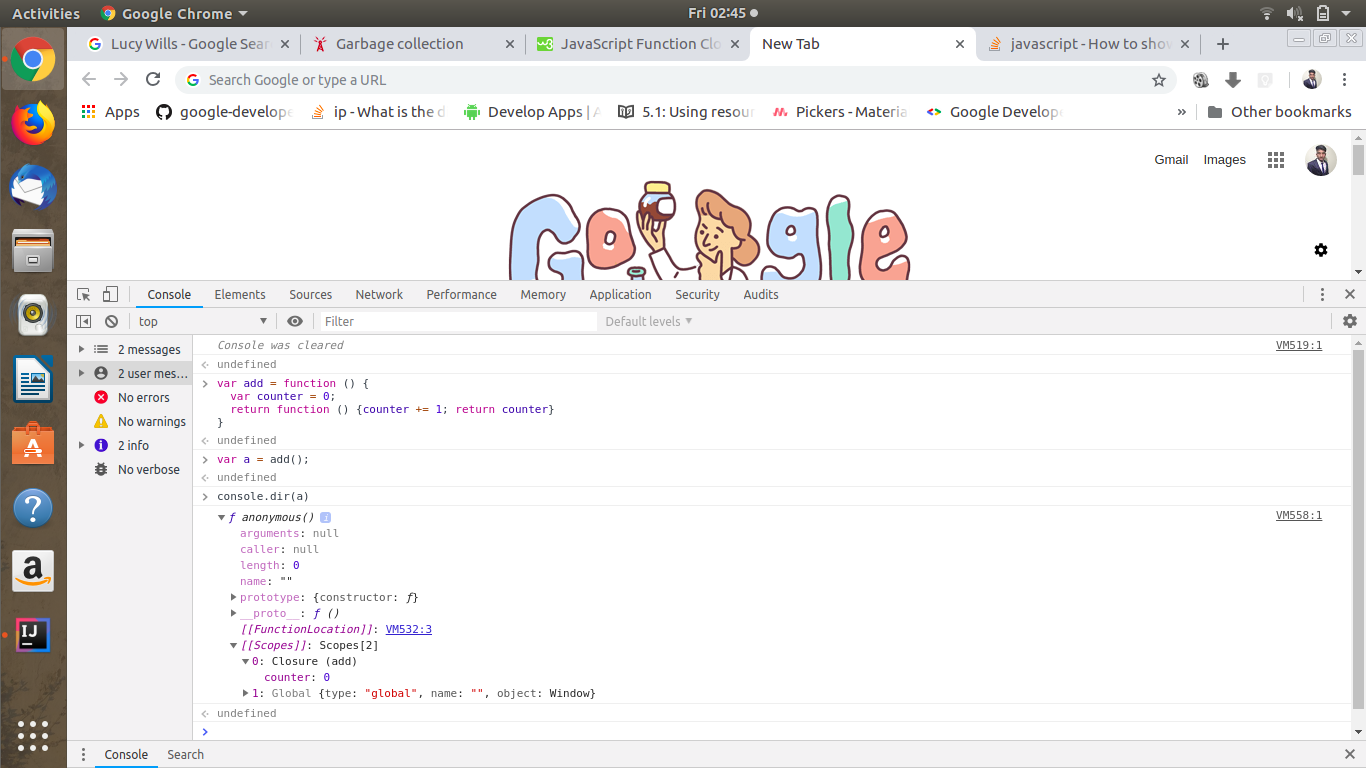 Activities Google Chrome Fri 02:45
Lucy Wills - Google Sear Garbage collection JavaScript Function Clo New Tab javascript - How to show
Search Google or type a URL
Apps google-develope ip - What is the d Develop Apps | A 5.1: Using resour Pickers - Materia Google Develope » Other bookmarks
Gmail Images
Google
Console Elements Sources Network Performance Memory Application Security Audits
top Filter Default levels
2 messages
2 user mes...
No errors
No warnings
2 info
No verbose
Console was cleared VM519:1
undefined
var add = function () {
var counter = 0;
return function () {counter += 1; return counter}
}
undefined
var a = add();
undefined
console.dir(a)
ƒ anonymous() i VM558:1
arguments: null
caller: null
length: 0
name: ""
prototype: {constructor: ƒ}
__proto__: ƒ ()
[[FunctionLocation]]: VM532:3
[[Scopes]]: Scopes[2]
0: Closure (add)
counter: 0
1: Global {type: "global", name: "", object: Window}
undefined
Console Search